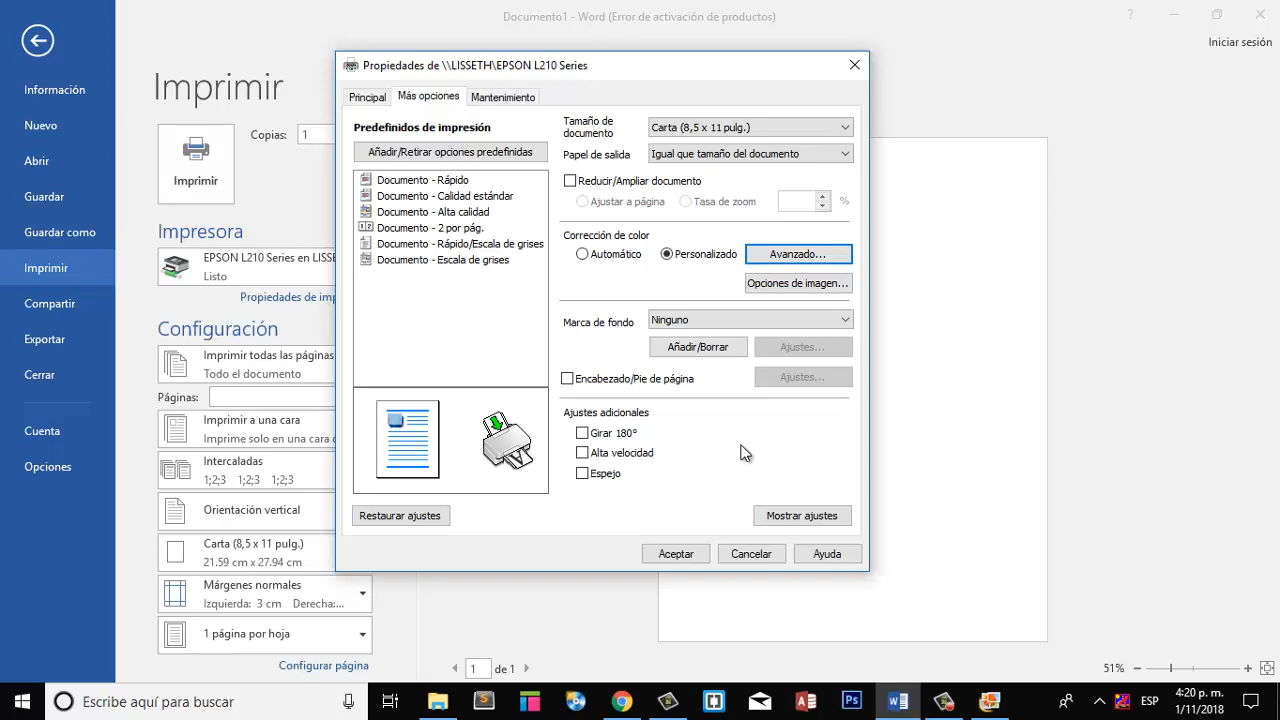 Documento1 - Word (Error de activación de productos)
?
Iniciar sesión
Información
Nuevo
Abrir
Guardar
Guardar como
Imprimir
Compartir
Exportar
Cerrar
Cuenta
Opciones
Imprimir
Imprimir
Copias: 1
Impresora
EPSON L210 Series en LISSE
Listo
Propiedades de imp
Configuración
Imprimir todas las páginas
Todo el documento
Páginas:
Imprimir a una cara
Imprime solo en una cara d
Intercaladas
1;2;3 1;2;3 1;2;3
Orientación vertical
Carta (8,5 x 11 pulg.)
21.59 cm x 27.94 cm
Márgenes normales
Izquierda: 3 cm Derecha:...
1 página por hoja
Configurar página
Propiedades de \\LISSETH\EPSON L210 Series
Principal
Más opciones
Mantenimiento
Predefinidos de impresión
Añadir/Retirar opciones predefinidas
Documento - Rápido
Documento - Calidad estándar
Documento - Alta calidad
Documento - 2 por pág.
Documento - Rápido/Escala de grises
Documento - Escala de grises
Restaurar ajustes
Tamaño de documento
Carta (8,5 x 11 pulg.)
Papel de salida
Igual que tamaño del documento
Reducir/Ampliar documento
Ajustar a página
Tasa de zoom
%
Corrección de color
Automático
Personalizado
Avanzado...
Opciones de imagen...
Marca de fondo
Ninguno
Añadir/Borrar
Ajustes...
Encabezado/Pie de página
Ajustes...
Ajustes adicionales
Girar 180°
Alta velocidad
Espejo
Mostrar ajustes
Aceptar
Cancelar
Ayuda
1 de 1
51%
Escribe aquí para buscar
ESP
4:20 p. m.
1/11/2018